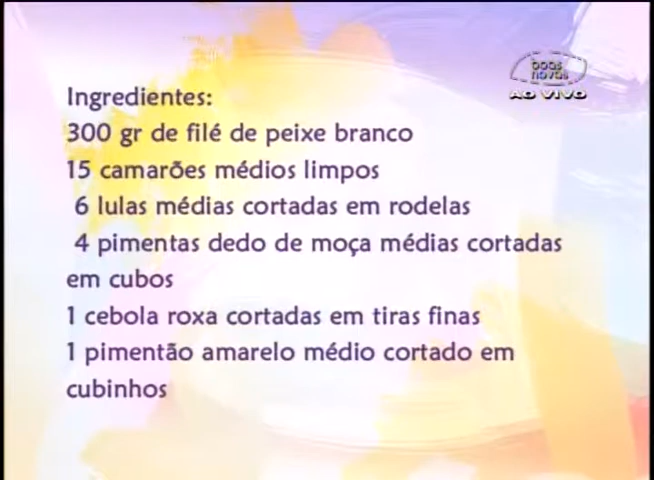 boas
novas
AO VIVO
Ingredientes:
300 gr de filé de peixe branco
15 camarões médios limpos
6 lulas médias cortadas em rodelas
4 pimentas dedo de moça médias cortadas
em cubos
1 cebola roxa cortadas em tiras finas
1 pimentão amarelo médio cortado em
cubinhos